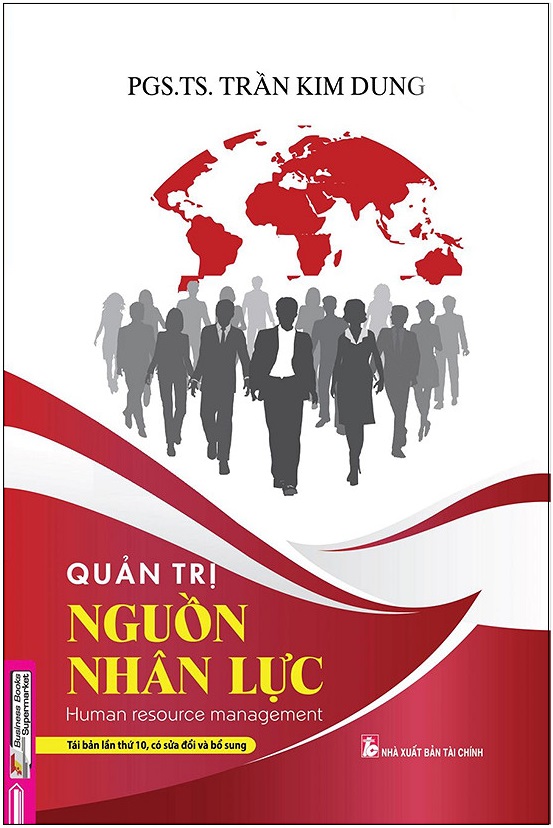 PGS.TS. TRẦN KIM DUNG
QUẢN TRỊ
NGUỒN
NHÂN LỰC
Human resource management
Tái bản lần thứ 10, có sửa đổi và bổ sung
NHÀ XUẤT BẢN TÀI CHÍNH
Business Books
Supermarket